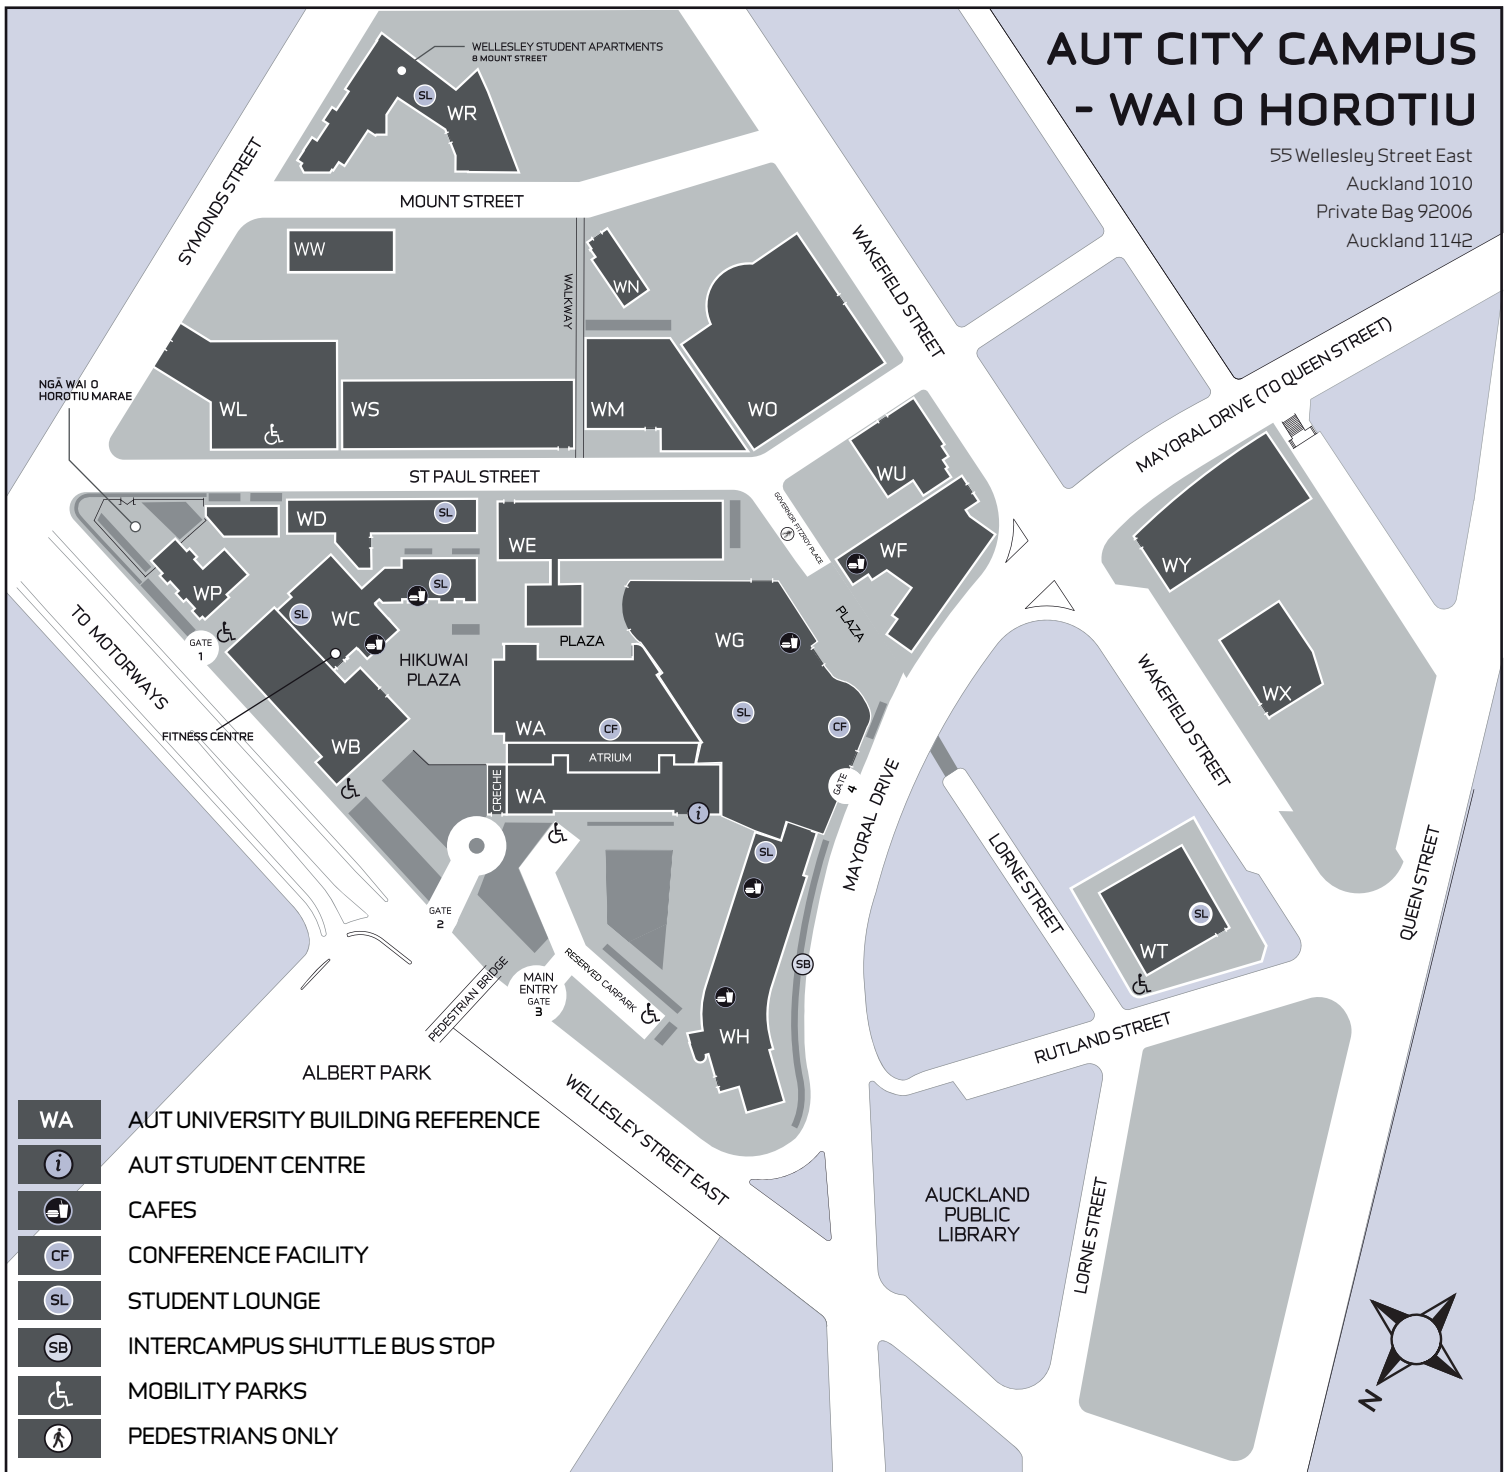 AUT CITY CAMPUS
- WAI O HOROTIU
55 Wellesley Street East
Auckland 1010
Private Bag 92006
Auckland 1142
WELLESLEY STUDENT APARTMENTS
8 MOUNT STREET
SL
WR
SYMONDS STREET
MOUNT STREET
WW
WALKWAY
WN
WAKEFIELD STREET
MAYORAL DRIVE (TO QUEEN STREET)
NGĀ WAI O
HOROTIU MARAE
WL
WS
WM
WO
ST PAUL STREET
WU
GOVERNOR FITZROY PLACE
WD
SL
WE
WF
WY
WP
SL
WC
SL
PLAZA
WG
PLAZA
TO MOTORWAYS
GATE
1
HIKUWAI
PLAZA
WAKEFIELD STREET
WX
FITNESS CENTRE
WB
WA
CF
SL
CF
ATRIUM
CRECHE
WA
i
GATE
4
MAYORAL DRIVE
LORNE STREET
QUEEN STREET
SL
GATE
2
SL
WT
PEDESTRIAN BRIDGE
MAIN
ENTRY
GATE
3
RESERVED CARPARK
SB
WH
RUTLAND STREET
ALBERT PARK
WELLESLEY STREET EAST
AUCKLAND
PUBLIC
LIBRARY
LORNE STREET
WA AUT UNIVERSITY BUILDING REFERENCE
i AUT STUDENT CENTRE
CAFES
CF CONFERENCE FACILITY
SL STUDENT LOUNGE
SB INTERCAMPUS SHUTTLE BUS STOP
MOBILITY PARKS
PEDESTRIANS ONLY
N